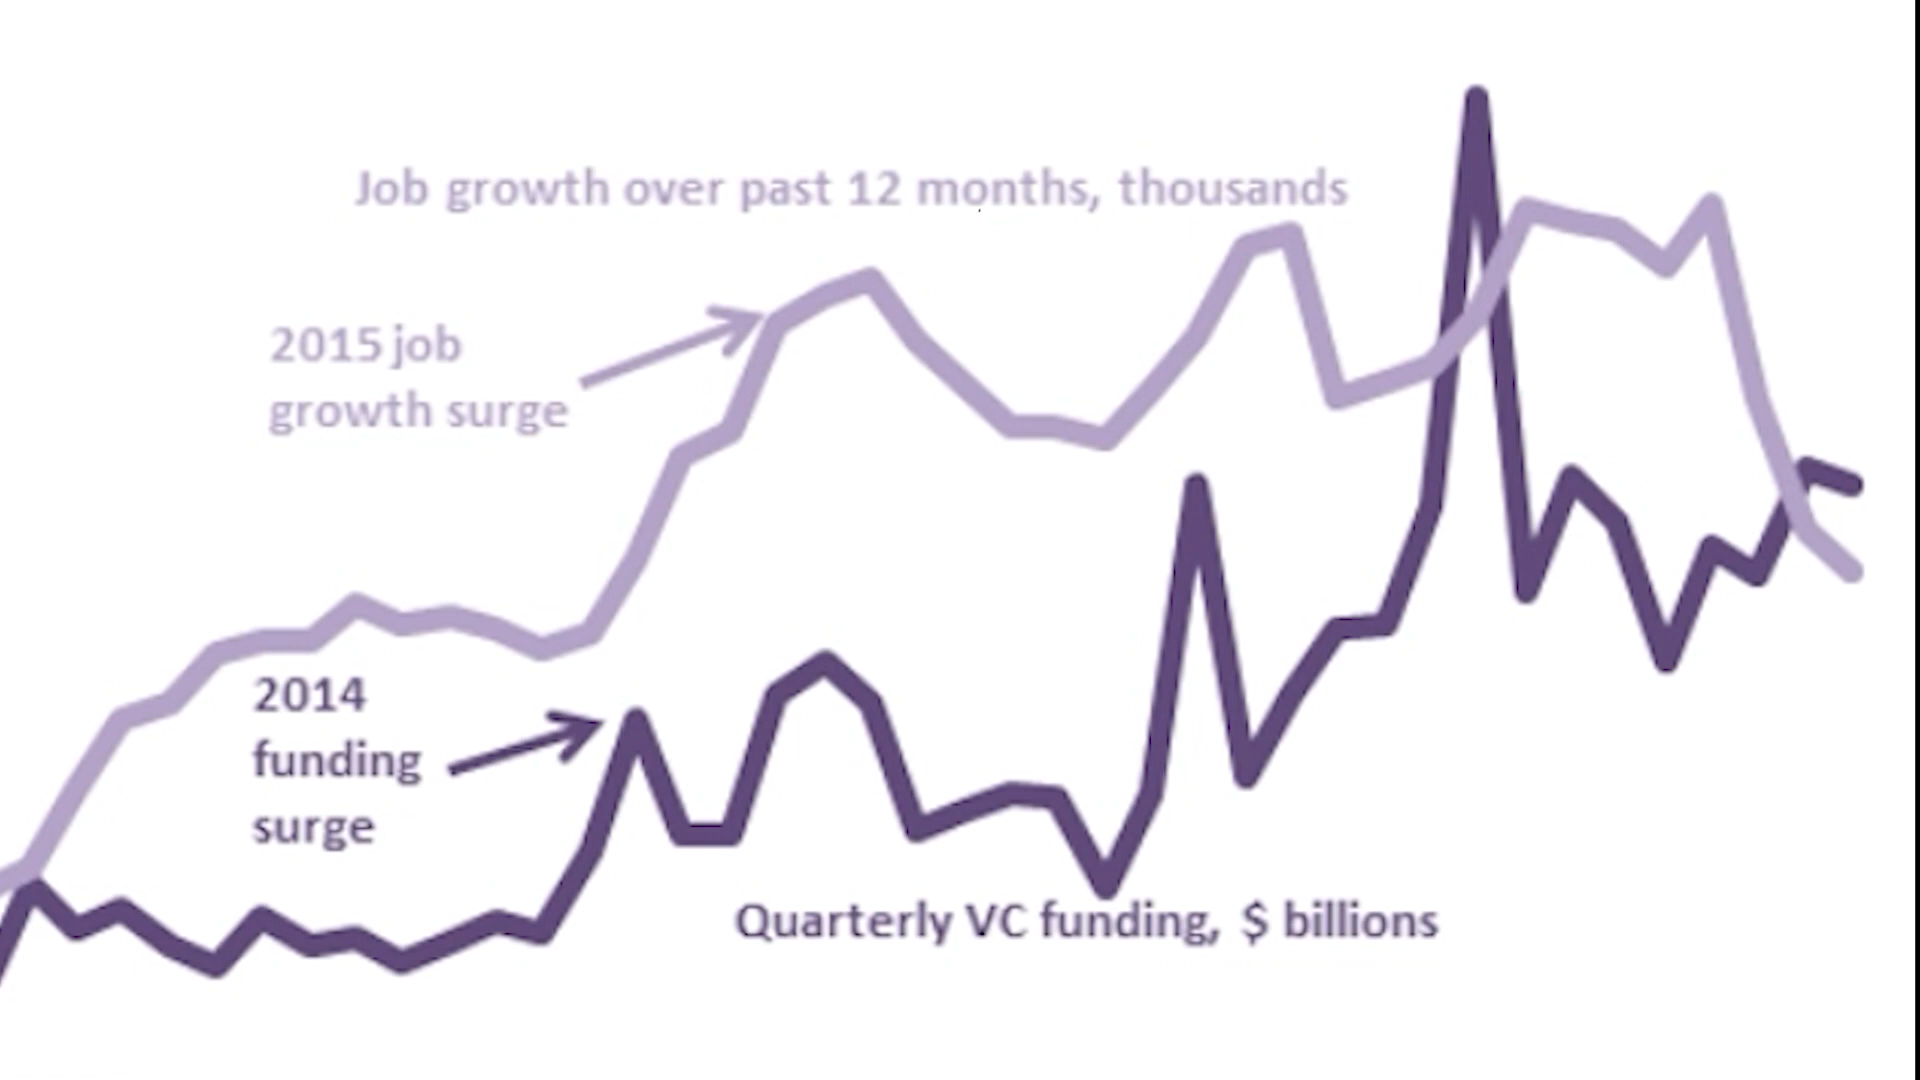 Job growth over past 12 months, thousands
2015 job
growth surge
2014
funding
surge
Quarterly VC funding, $ billions